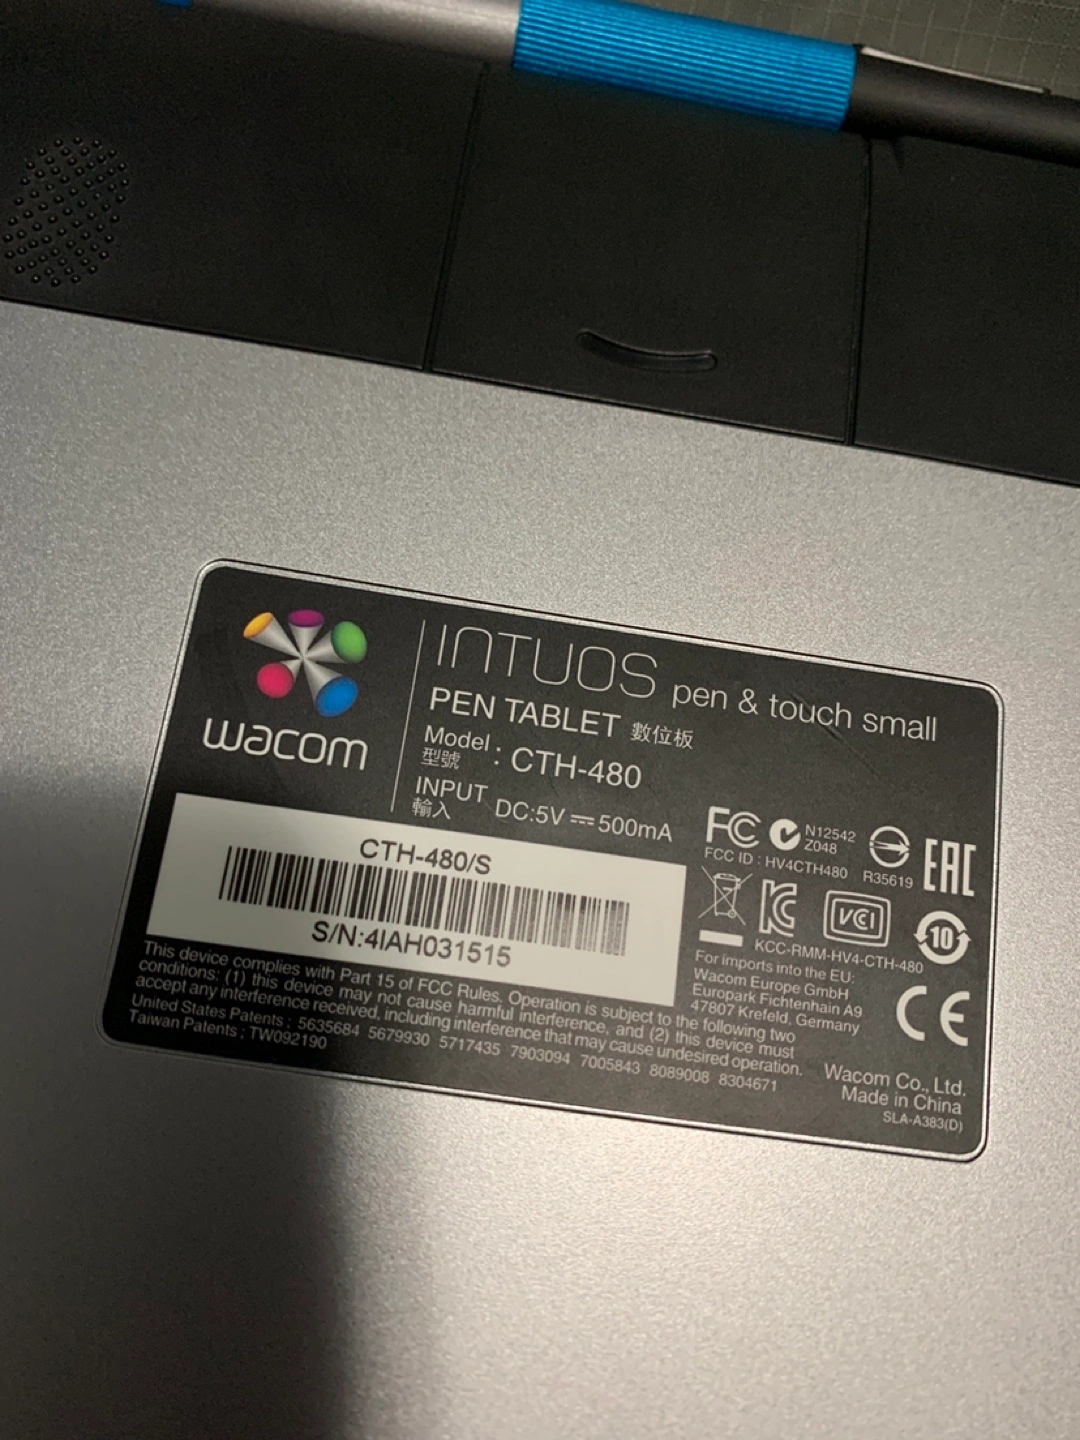 wacom
INTUOS pen & touch small
PEN TABLET 數位板
Model : CTH-480
型號
INPUT DC:5V 500mA
輸入
CTH-480/S
S/N:4IAH031515
FC
N12542
Z048
FCC ID : HV4CTH480
R35619
EAC
VCI
10
KCC-RMM-HV4-CTH-480
For imports into the EU:
Wacom Europe GmbH
Europark Fichtenhain A9
47807 Krefeld, Germany
CE
This device complies with Part 15 of FCC Rules. Operation is subject to the following two
conditions: (1) this device may not cause harmful interference, and (2) this device must
accept any interference received, including interference that may cause undesired operation.
United States Patents : 5635684 5679930 5717435 7903094 7005843 8089008 8304671
Taiwan Patents : TW092190
Wacom Co., Ltd.
Made in China
SLA-A383(D)